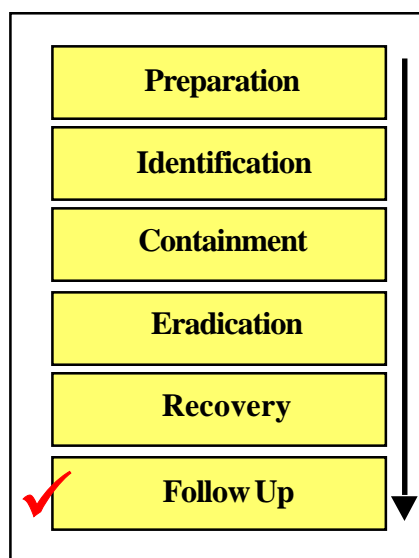 Preparation
Identification
Containment
Eradication
Recovery
Follow Up